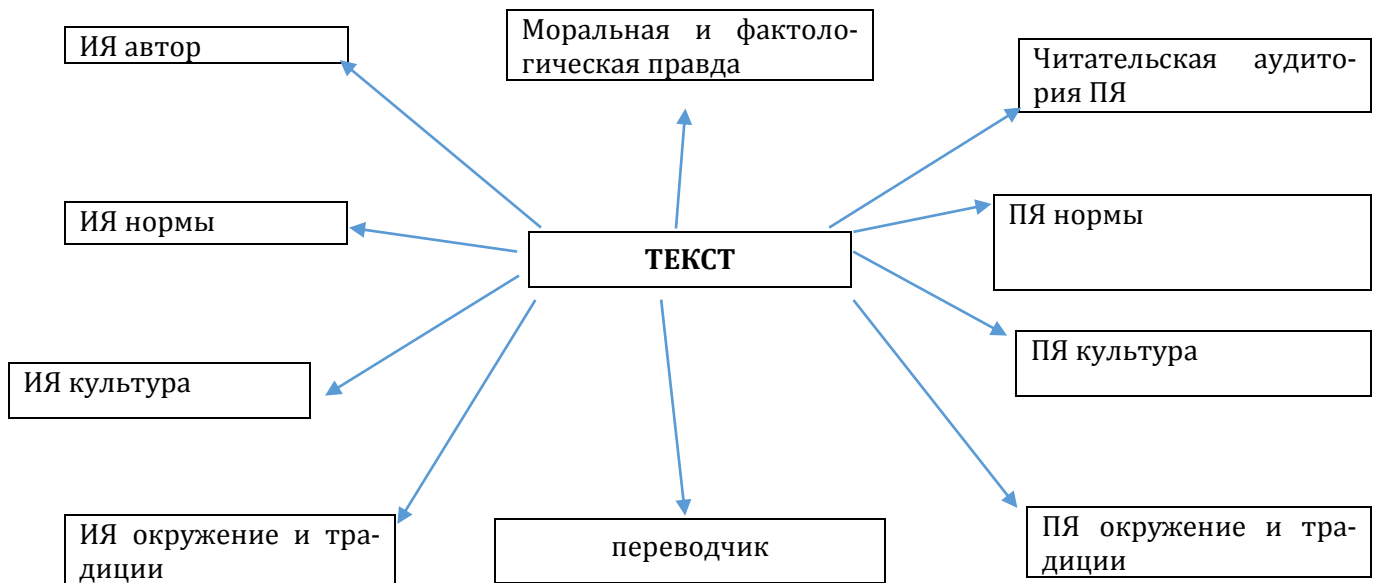 ИЯ автор
Моральная и фактоло-
гическая правда
Читательская аудито-
рия ПЯ
ИЯ нормы
ПЯ нормы
ТЕКСТ
ИЯ культура
ПЯ культура
ИЯ окружение и тра-
диции
переводчик
ПЯ окружение и тра-
диции